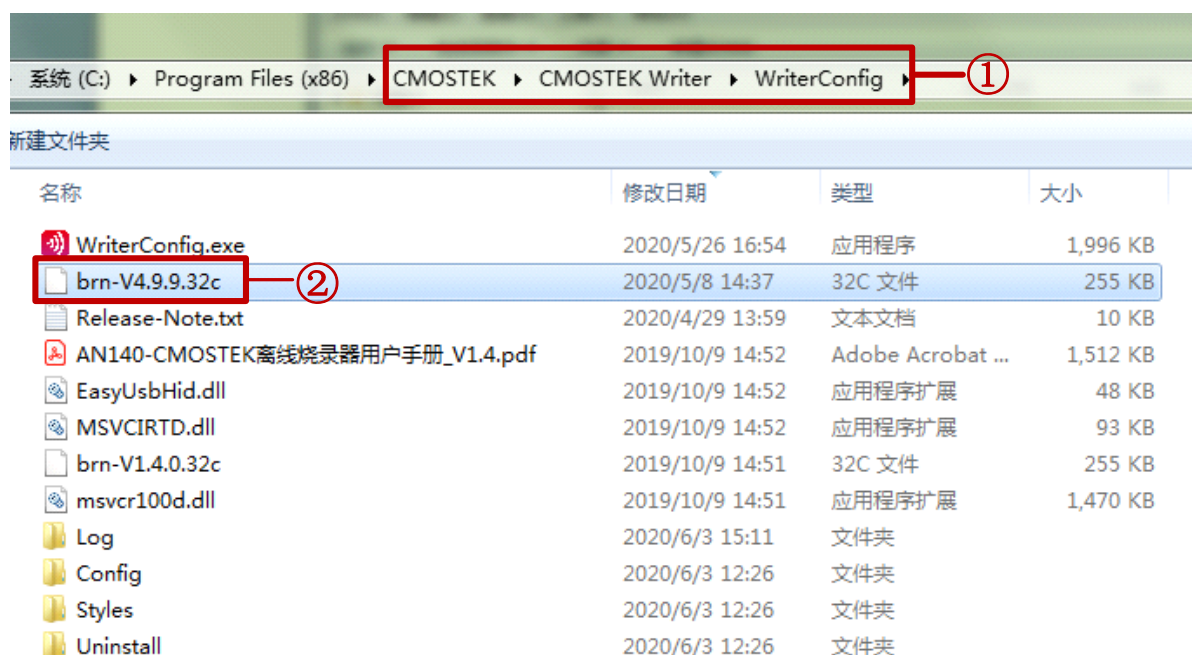 系统 (C:) ▸ Program Files (x86) ▸ CMOSTEK ▸ CMOSTEK Writer ▸ WriterConfig ▸ ①
新建文件夹
名称 修改日期 类型 大小
WriterConfig.exe 2020/5/26 16:54 应用程序 1,996 KB
brn-V4.9.9.32c ② 2020/5/8 14:37 32C 文件 255 KB
Release-Note.txt 2020/4/29 13:59 文本文档 10 KB
AN140-CMOSTEK离线烧录器用户手册_V1.4.pdf 2019/10/9 14:52 Adobe Acrobat ... 1,512 KB
EasyUsbHid.dll 2019/10/9 14:52 应用程序扩展 48 KB
MSVCIRTD.dll 2019/10/9 14:52 应用程序扩展 93 KB
brn-V1.4.0.32c 2019/10/9 14:51 32C 文件 255 KB
msvcr100d.dll 2019/10/9 14:51 应用程序扩展 1,470 KB
Log 2020/6/3 15:11 文件夹
Config 2020/6/3 12:26 文件夹
Styles 2020/6/3 12:26 文件夹
Uninstall 2020/6/3 12:26 文件夹